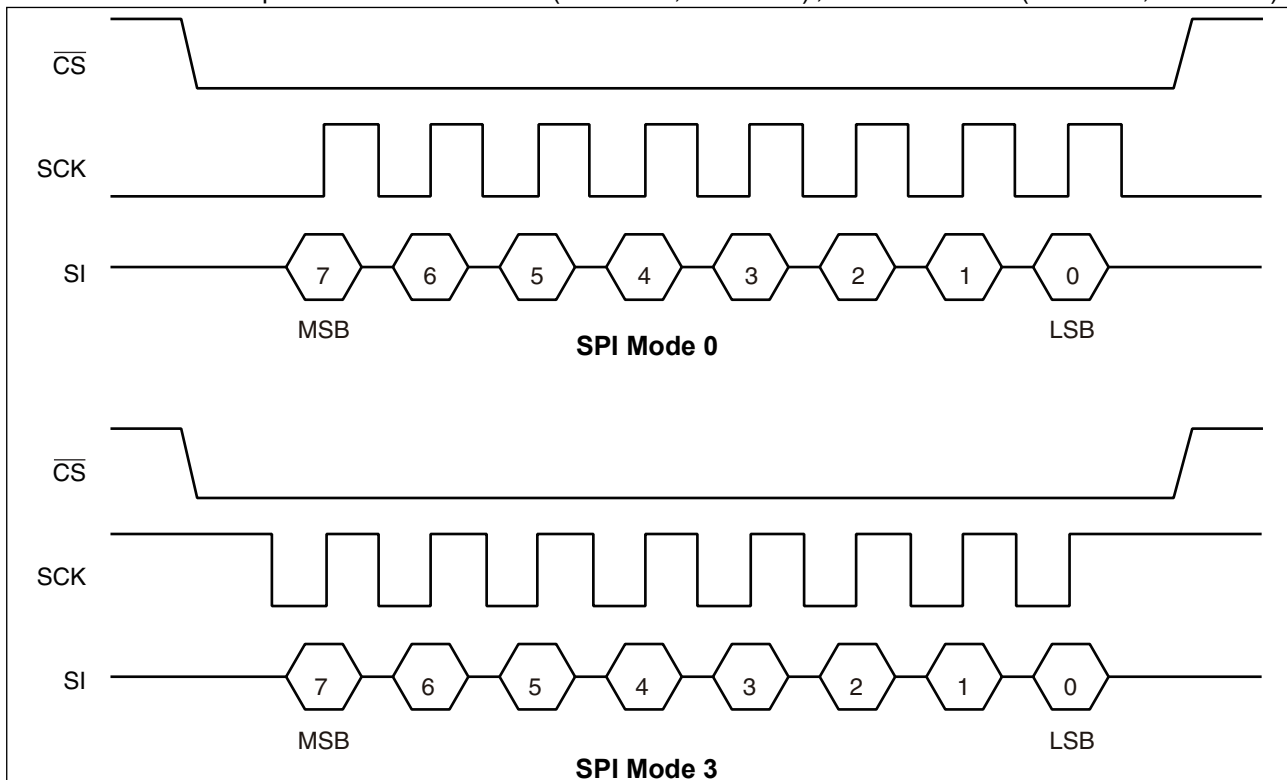 CS
SCK
SI
7 6 5 4 3 2 1 0
MSB LSB
SPI Mode 0
CS
SCK
SI
7 6 5 4 3 2 1 0
MSB LSB
SPI Mode 3